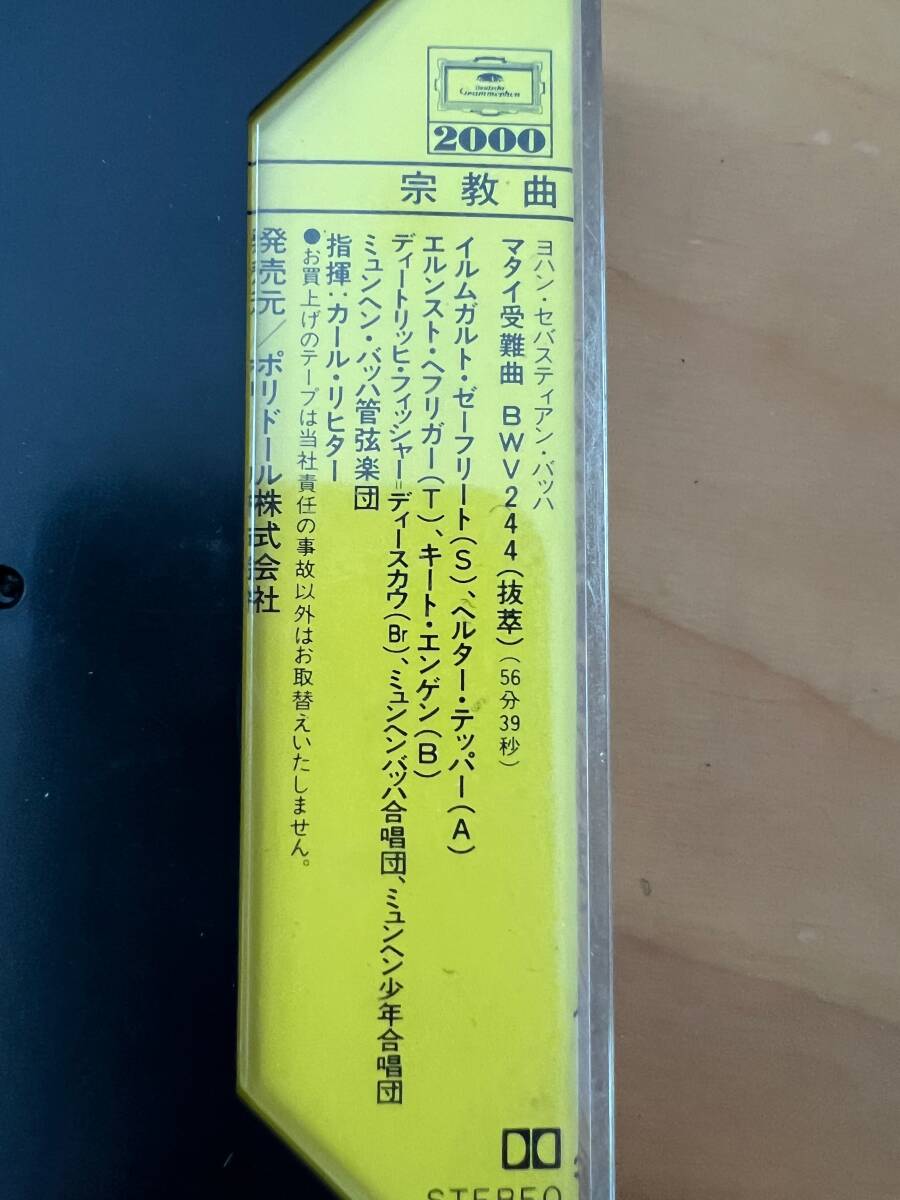 Deutsche
Grammophon
2000
宗教曲
ヨハン・セバスティアン・バッハ
マタイ受難曲 BWV244(抜萃)(56分39秒)
イルムガルト・ゼーフリート(S)、ヘルター・テッパー(A)
エルンスト・ヘフリガー(T)、キート・エンゲン(B)
ディートリッヒ・フィッシャー=ディースカウ(Br)、ミュンヘンバッハ合唱団、ミュンヘン少年合唱団
ミュンヘン・バッハ管弦楽団
指揮:カール・リヒター
●お買上げのテープは当社責任の事故以外はお取替えいたしません。
発売元/ポリドール株式会社
STEREO